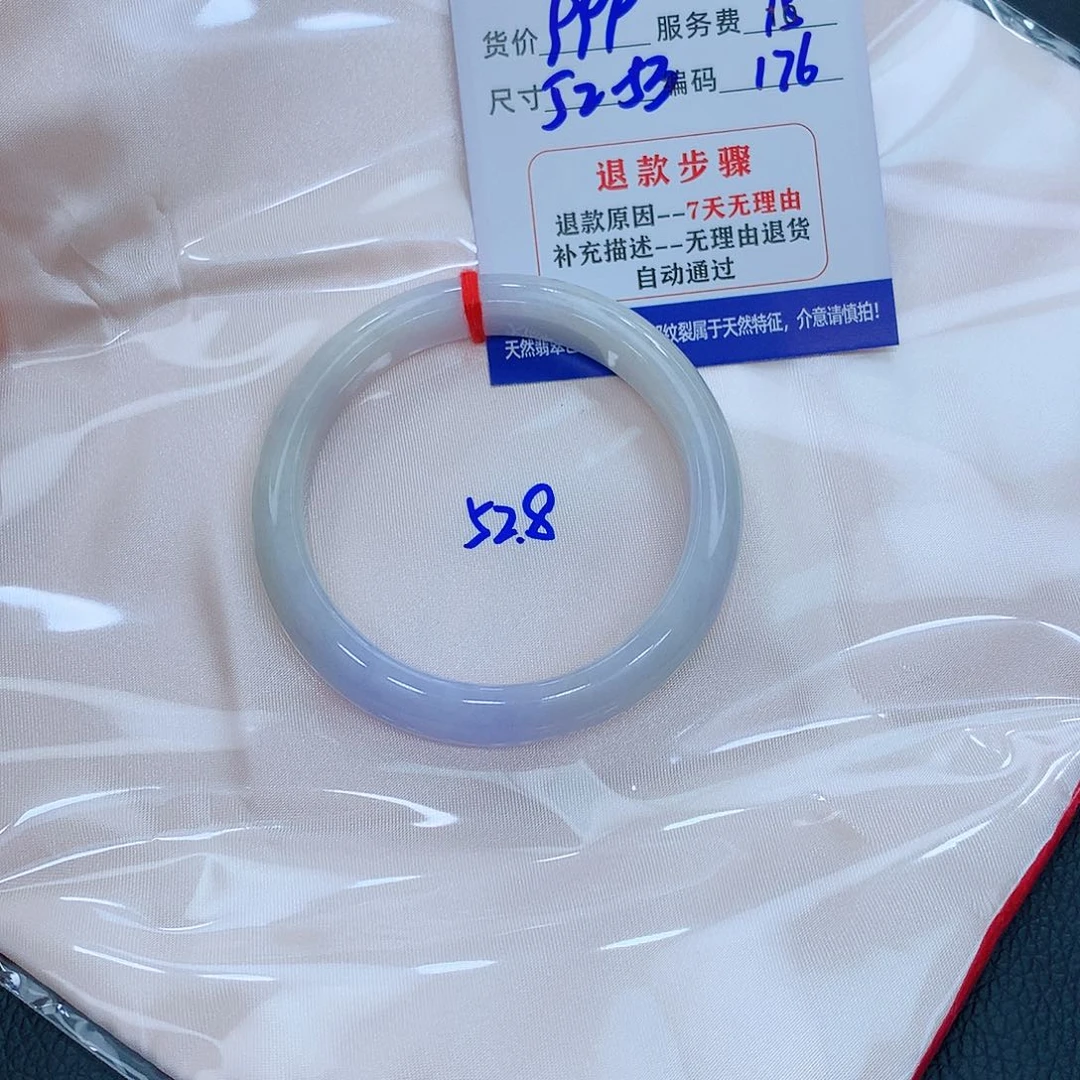 货价 PPP 服务费 15
尺寸 52-53 编码 176
退款步骤
退款原因--7天无理由
补充描述--无理由退货
自动通过
天然翡翠 纹裂属于天然特征，介意请慎拍！
52.8